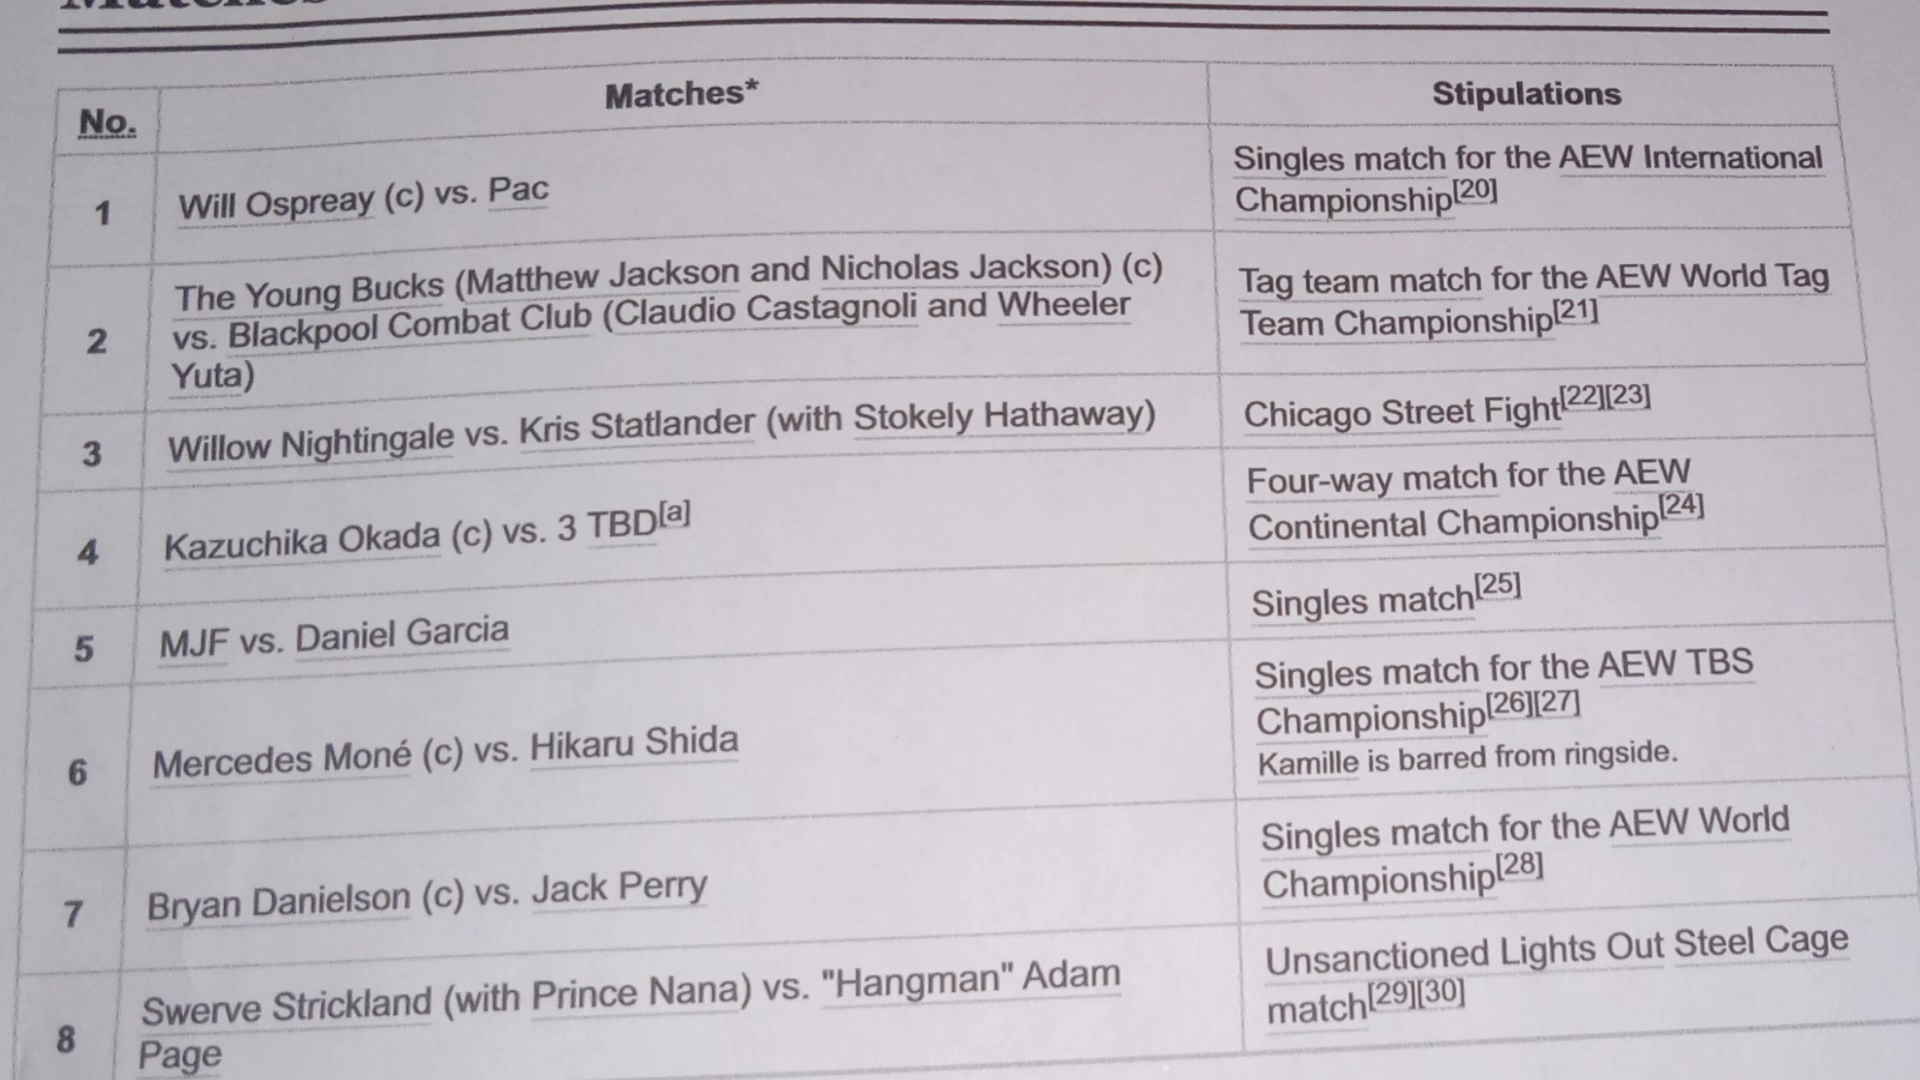 Matches
No.
Matches*
Stipulations
1
Will Ospreay (c) vs. Pac
Singles match for the AEW International
Championship[20]
2
The Young Bucks (Matthew Jackson and Nicholas Jackson) (c)
vs. Blackpool Combat Club (Claudio Castagnoli and Wheeler
Yuta)
Tag team match for the AEW World Tag
Team Championship[21]
3
Willow Nightingale vs. Kris Statlander (with Stokely Hathaway)
Chicago Street Fight[22][23]
4
Kazuchika Okada (c) vs. 3 TBD[a]
Four-way match for the AEW
Continental Championship[24]
5
MJF vs. Daniel Garcia
Singles match[25]
6
Mercedes Moné (c) vs. Hikaru Shida
Singles match for the AEW TBS
Championship[26][27]
Kamille is barred from ringside.
7
Bryan Danielson (c) vs. Jack Perry
Singles match for the AEW World
Championship[28]
8
Swerve Strickland (with Prince Nana) vs. "Hangman" Adam
Page
Unsanctioned Lights Out Steel Cage
match[29][30]